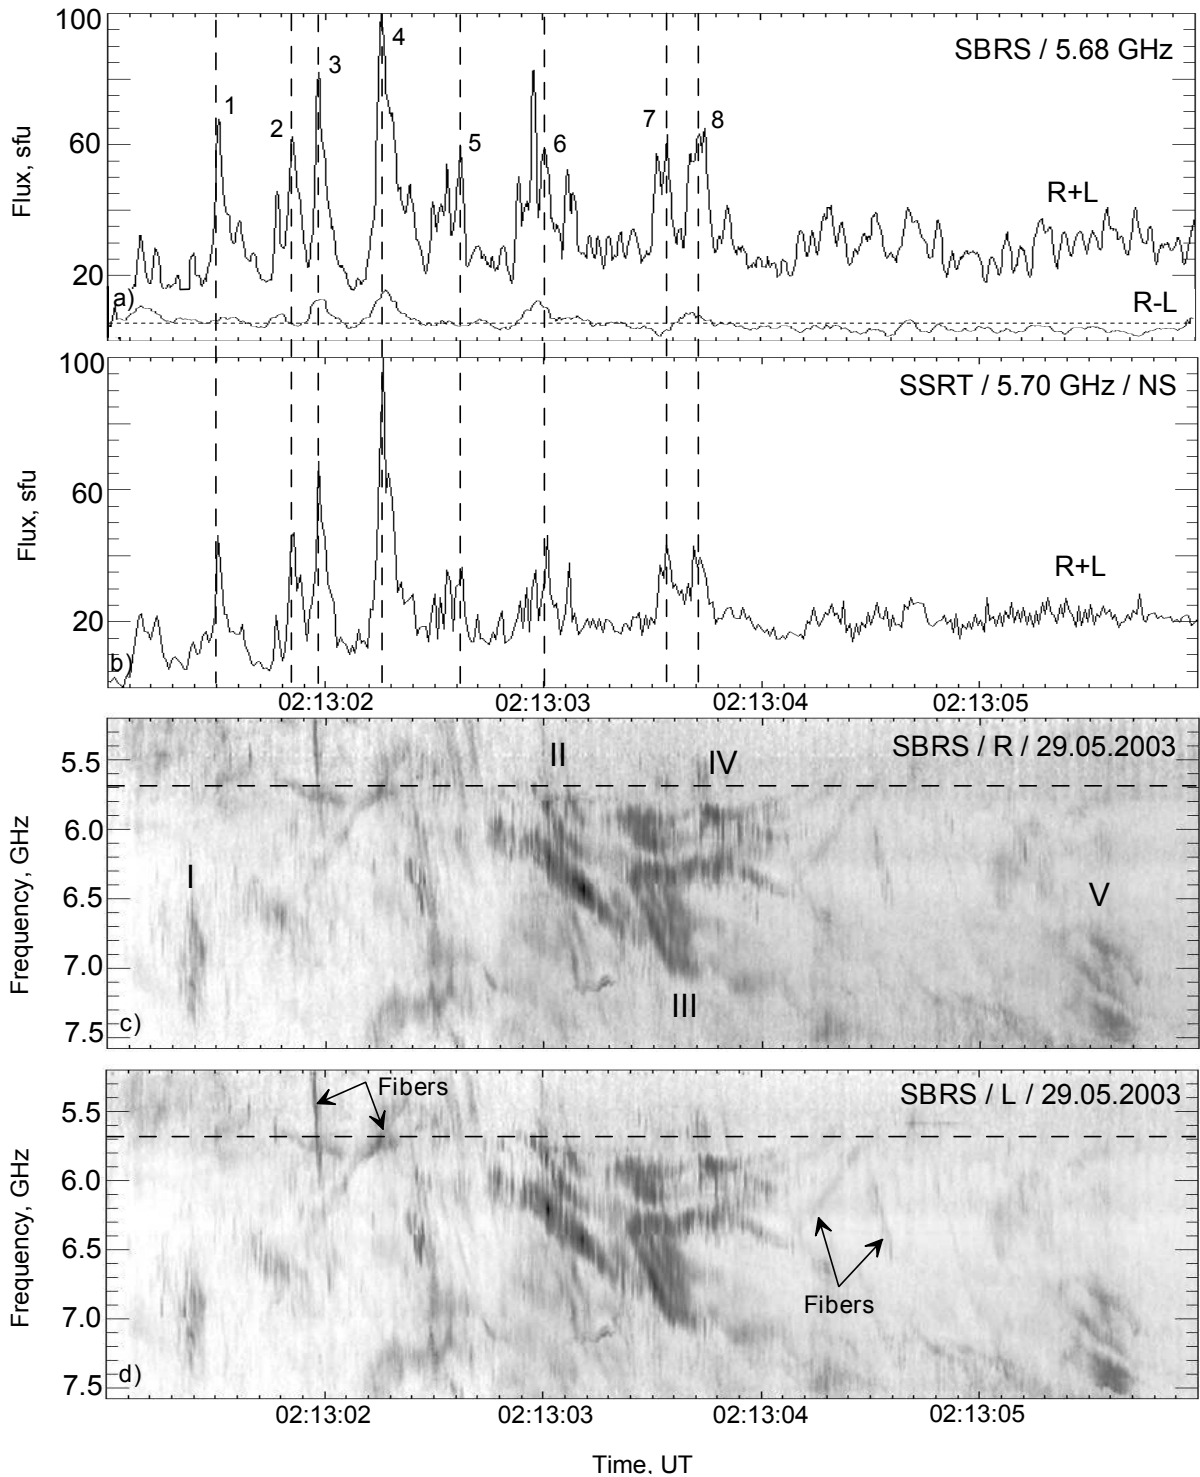 100
SBRS / 5.68 GHz
4
3
1
2
5
6
7
8
60
Flux, sfu
R+L
20
a)
R-L
100
SSRT / 5.70 GHz / NS
60
Flux, sfu
R+L
20
b)
02:13:02 02:13:03 02:13:04 02:13:05
SBRS / R / 29.05.2003
5.5
II
IV
6.0
I
6.5
V
7.0
III
7.5
c)
Frequency, GHz
SBRS / L / 29.05.2003
Fibers
5.5
6.0
6.5
Fibers
7.0
7.5
d)
Frequency, GHz
02:13:02 02:13:03 02:13:04 02:13:05
Time, UT